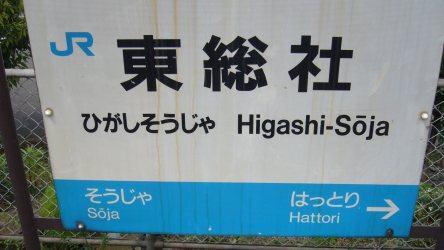 JR
東総社
ひがしそうじゃ Higashi-Sōja
そうじゃ はっとり
Sōja Hattori